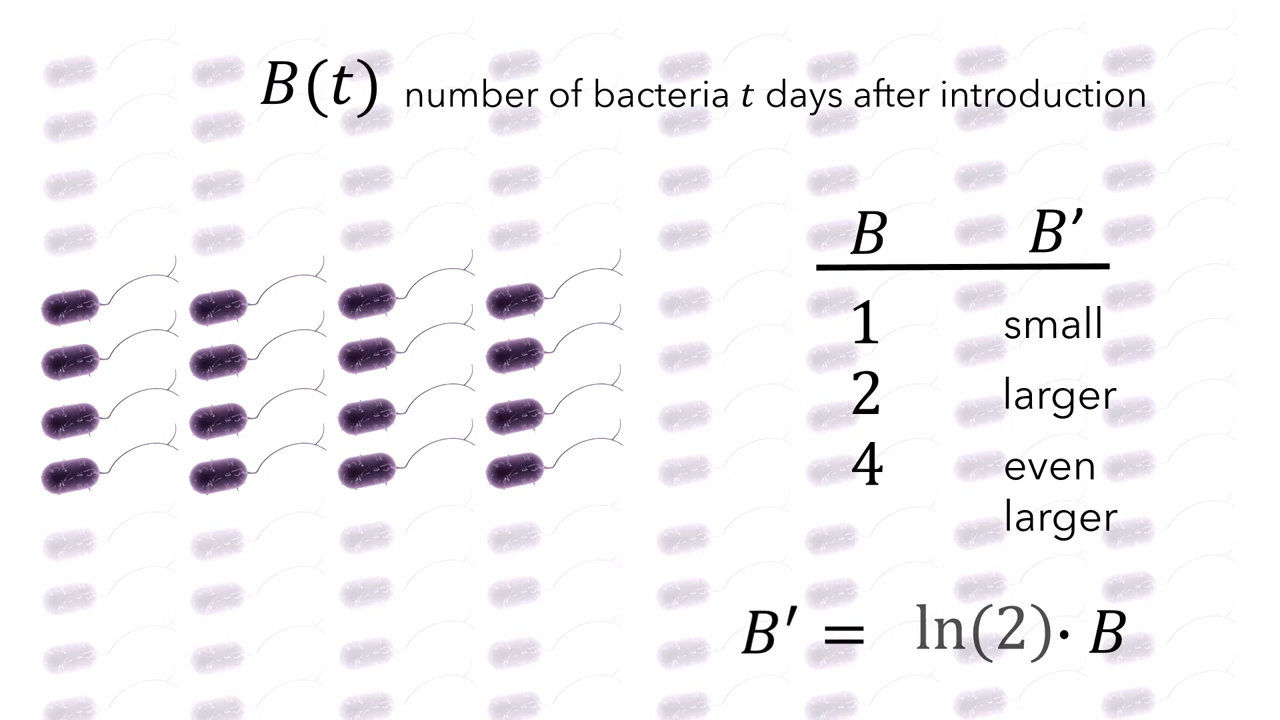 B(t) number of bacteria t days after introduction
B B′
1 small
2 larger
4 even
larger
B′ = ln(2) · B